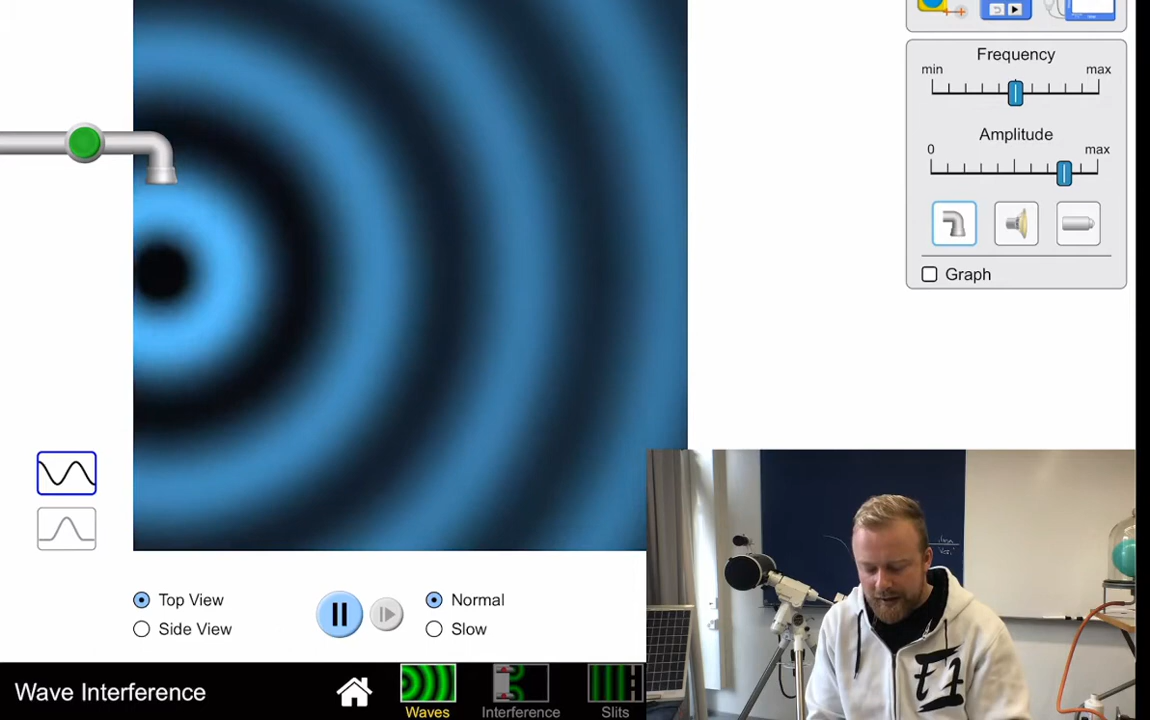 Frequency
min max
Amplitude
0 max
Graph
Top View
Normal
Side View
Slow
Wave Interference
Waves
Interference
Slits